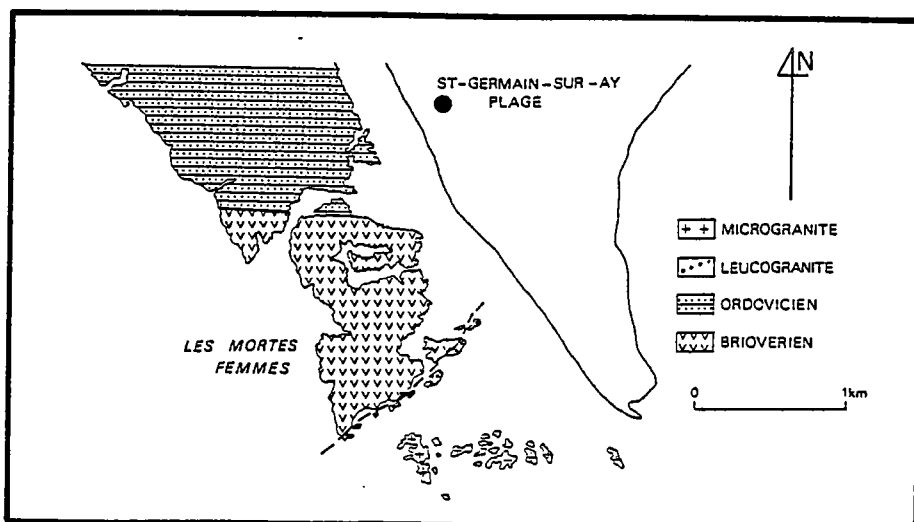 ST-GERMAIN-SUR-AY
PLAGE
N
MICROGRANITE
LEUCOGRANITE
ORDOVICIEN
BRIOVERIEN
LES MORTES
FEMMES
0 1km